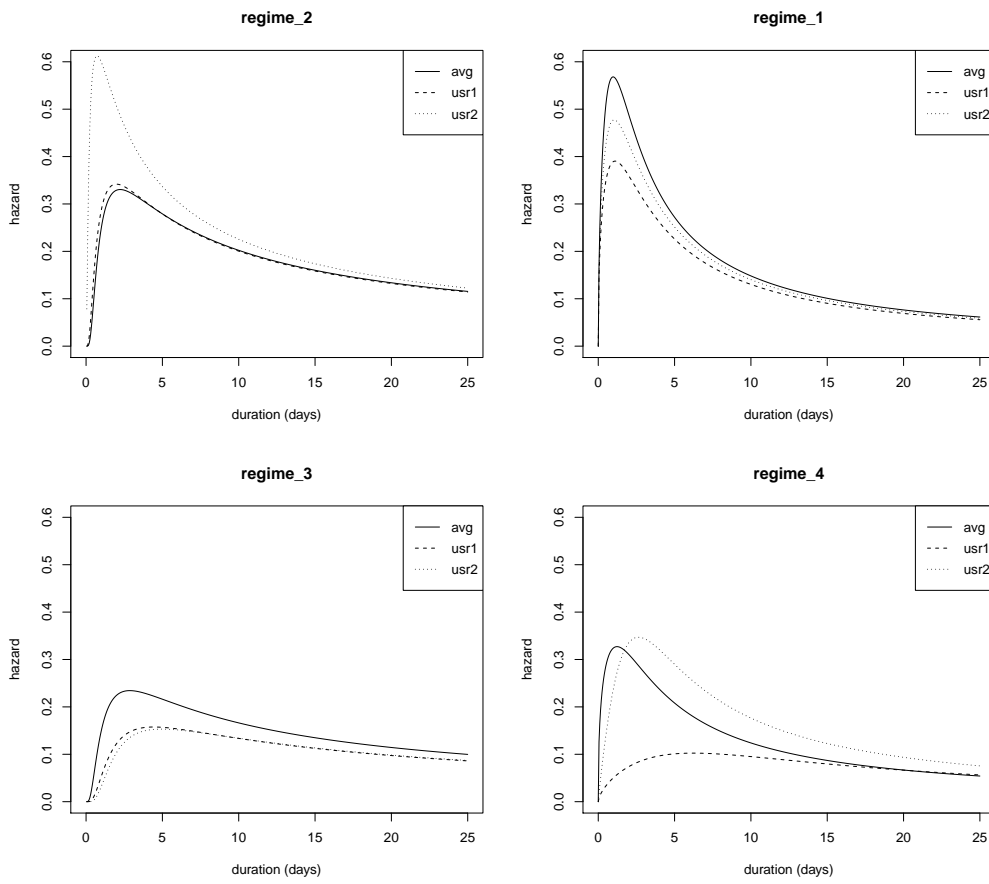 regime_2
hazard
0.0 0.1 0.2 0.3 0.4 0.5 0.6
avg
usr1
usr2
0 5 10 15 20 25
duration (days)
regime_1
hazard
0.0 0.1 0.2 0.3 0.4 0.5 0.6
avg
usr1
usr2
0 5 10 15 20 25
duration (days)
regime_3
hazard
0.0 0.1 0.2 0.3 0.4 0.5 0.6
avg
usr1
usr2
0 5 10 15 20 25
duration (days)
regime_4
hazard
0.0 0.1 0.2 0.3 0.4 0.5 0.6
avg
usr1
usr2
0 5 10 15 20 25
duration (days)